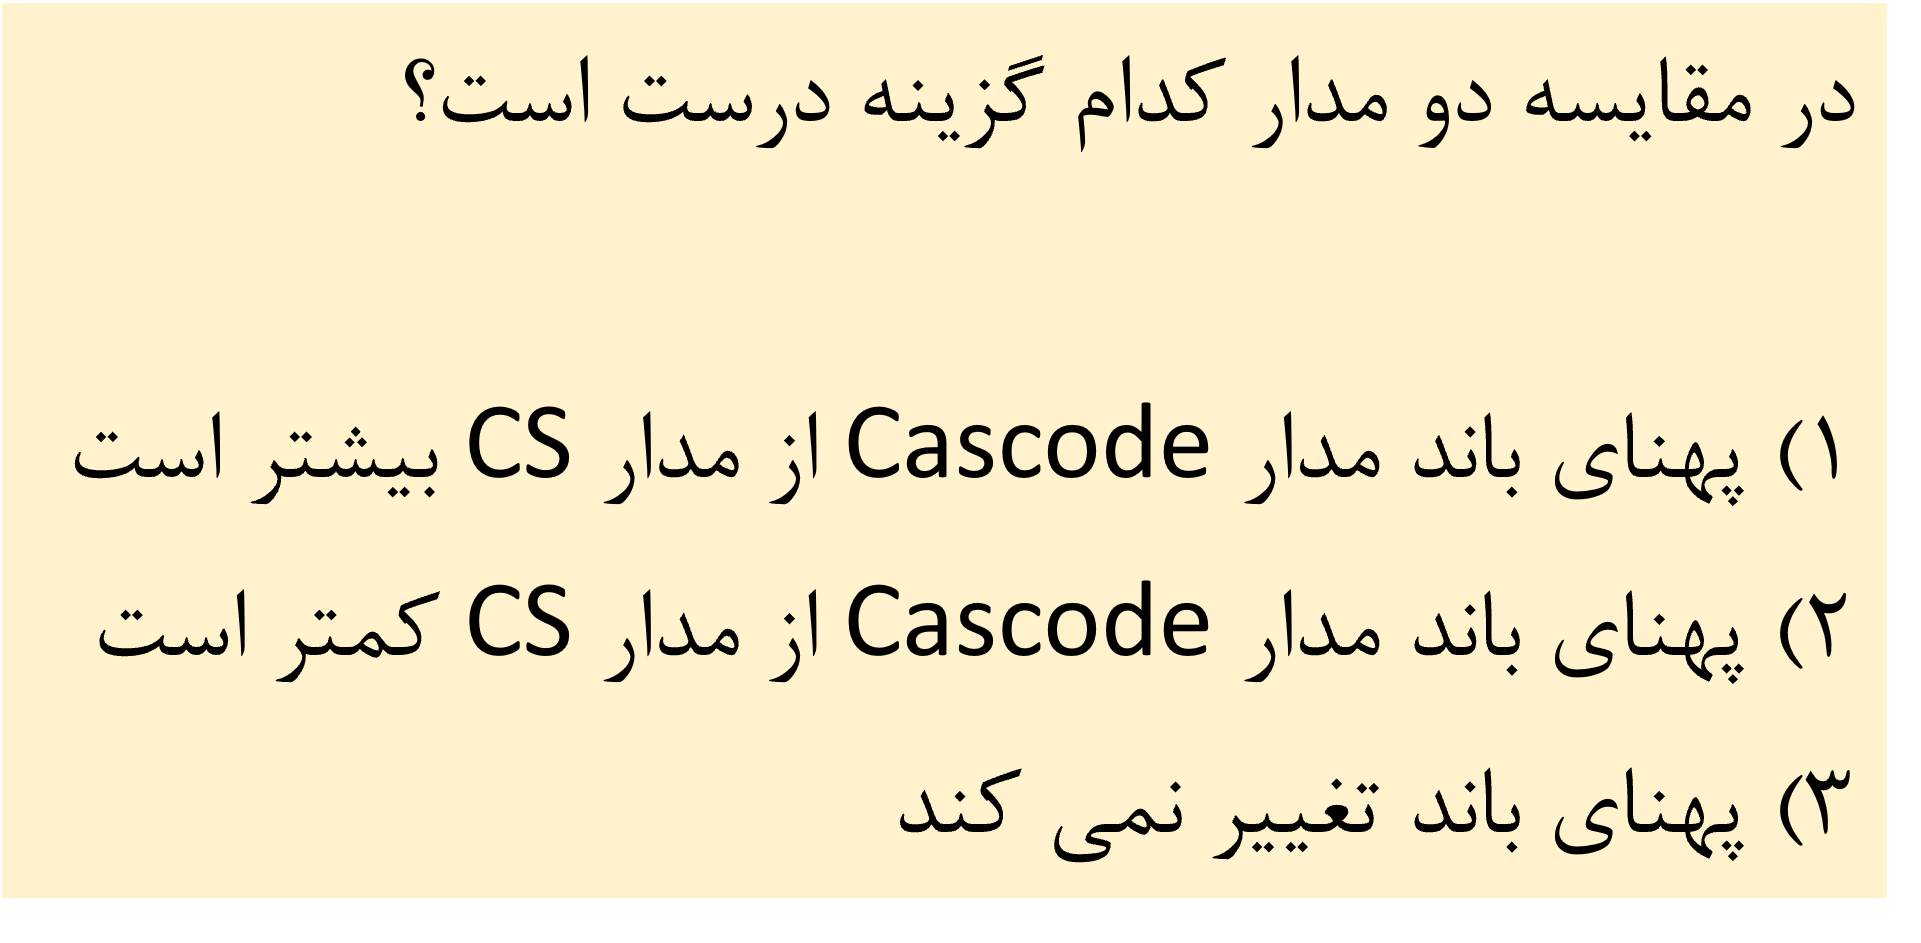 در مقایسه دو مدار کدام گزینه درست است؟
۱) پهنای باند مدار Cascode از مدار CS بیشتر است
۲) پهنای باند مدار Cascode از مدار CS کمتر است
۳) پهنای باند تغییر نمی کند